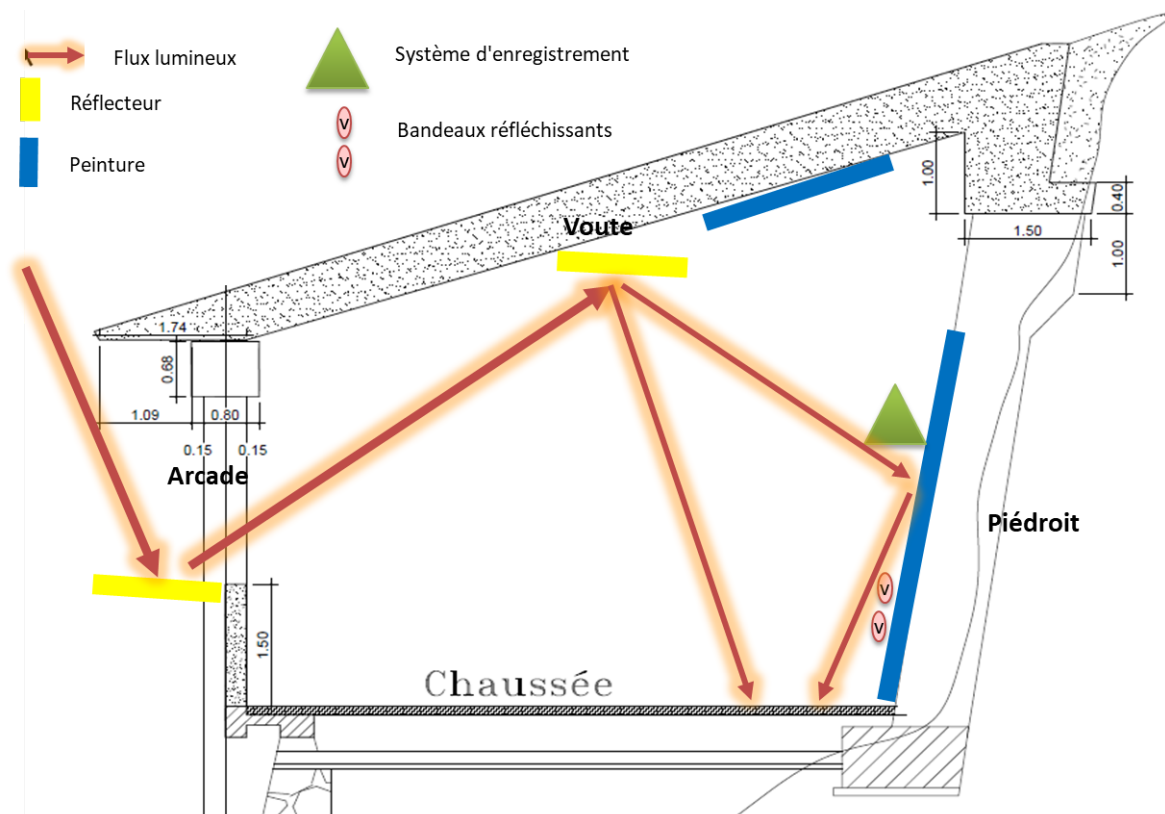 Flux lumineux
Système d'enregistrement
Réflecteur
v
Bandeaux réfléchissants
v
Peinture
1.00
0.40
Voute
1.50
1.00
1.74
0.68
1.09
0.80
0.15
0.15
Arcade
Piédroit
v
v
1.50
Chaussée